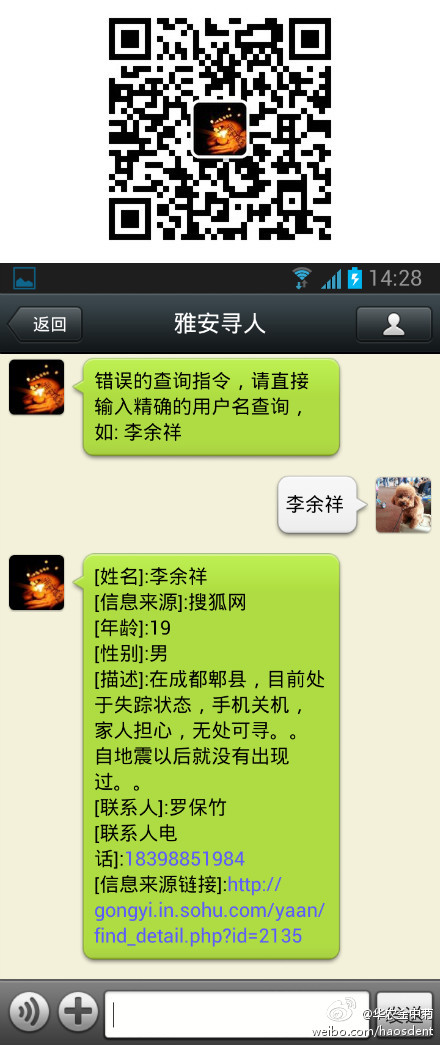 14:28
返回
雅安寻人
错误的查询指令，请直接
输入精确的用户名查询，
如: 李余祥
李余祥
[姓名]:李余祥
[信息来源]:搜狐网
[年龄]:19
[性别]:男
[描述]:在成都郫县，目前处
于失踪状态，手机关机，
家人担心，无处可寻。。
自地震以后就没有出现
过。。
[联系人]:罗保竹
[联系人电
话]:18398851984
[信息来源链接]:http://
gongyi.in.sohu.com/yaan/
find_detail.php?id=2135
发送
weibo.com/haosdent